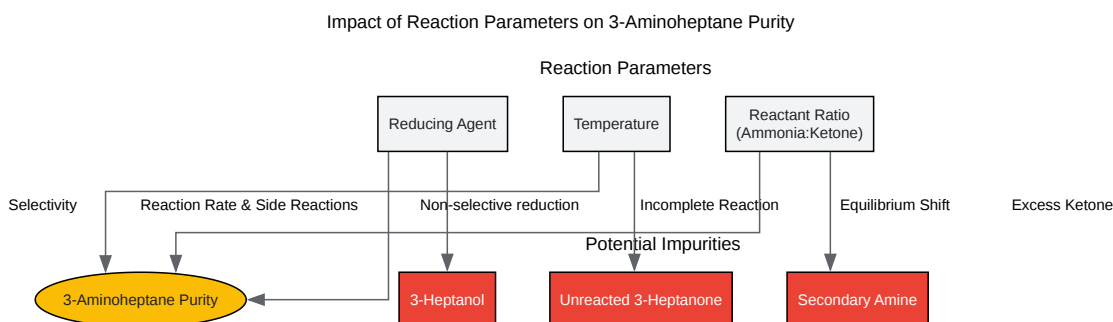 Impact of Reaction Parameters on 3-Aminoheptane Purity
Reaction Parameters
Reducing Agent
Temperature
Reactant Ratio
(Ammonia:Ketone)
Selectivity
Reaction Rate & Side Reactions
Non-selective reduction
Incomplete Reaction
Equilibrium Shift
Excess Ketone
Potential Impurities
3-Aminoheptane Purity
3-Heptanol
Unreacted 3-Heptanone
Secondary Amine